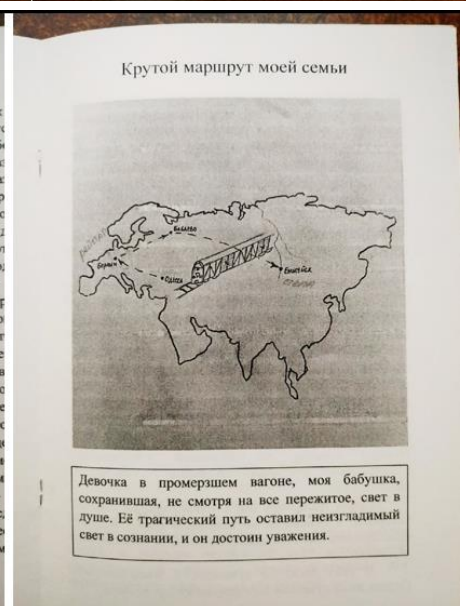 Крутой маршрут моей семьи
Берлин
Одесса
Енисейск
Девочка в промерзшем вагоне, моя бабушка,
сохранившая, не смотря на все пережитое, свет в
душе. Её трагический путь оставил неизгладимый
свет в сознании, и он достоин уважения.